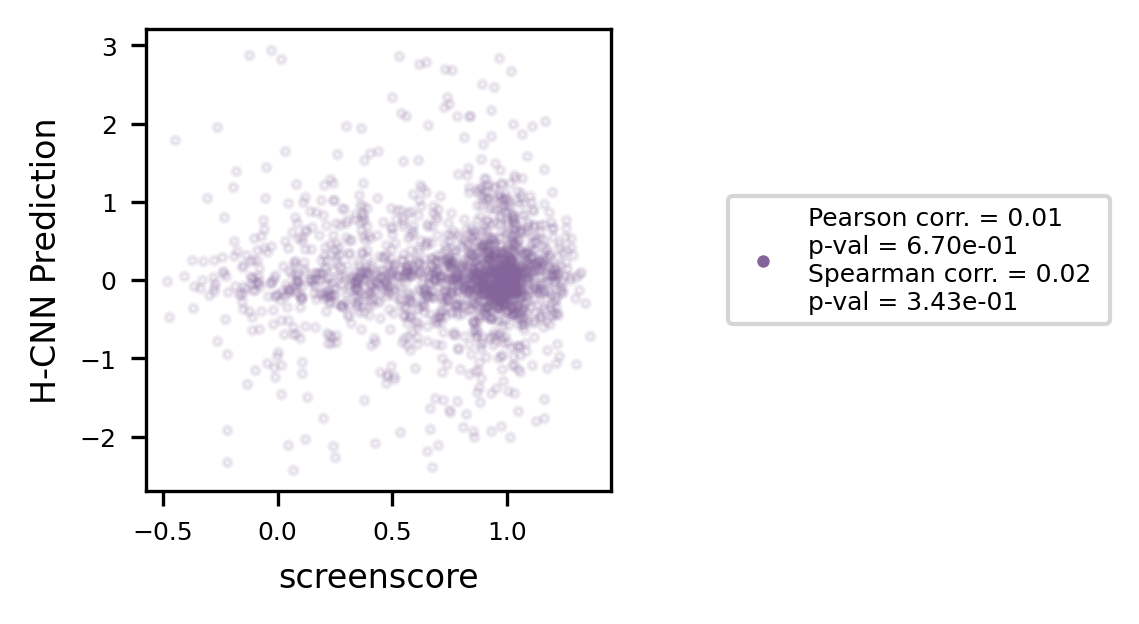 H-CNN Prediction
3
2
1
0
−1
−2
−0.5
0.0
0.5
1.0
screenscore
Pearson corr. = 0.01
p-val = 6.70e-01
Spearman corr. = 0.02
p-val = 3.43e-01